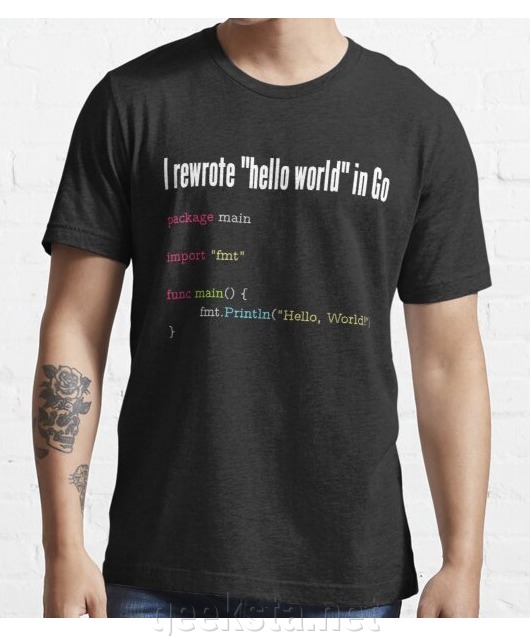 I rewrote "hello world" in Go
package main
import "fmt"
func main() {
fmt.Println("Hello, World!")
}
geeksta.net